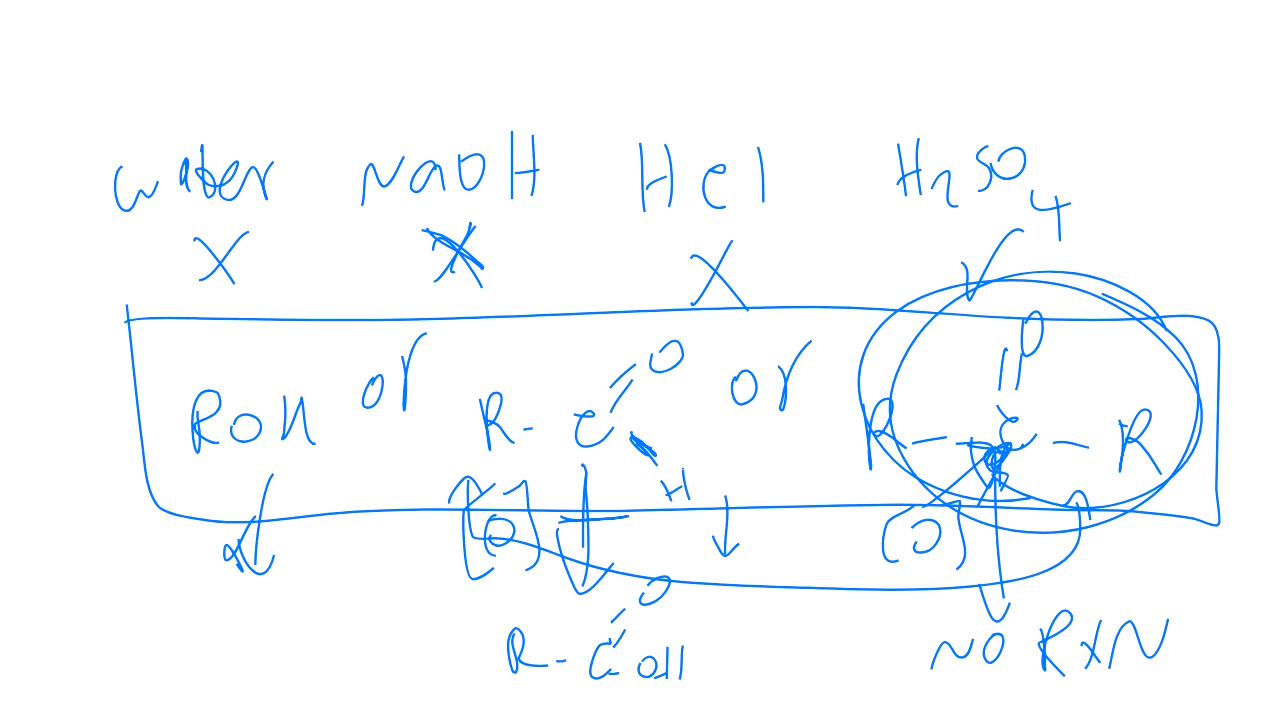 water NaOH HCl H2SO4
X X X ✓
O O
ROH or R-C or R-C-R
H
[O] [O]
O
R-C OH NO RXN